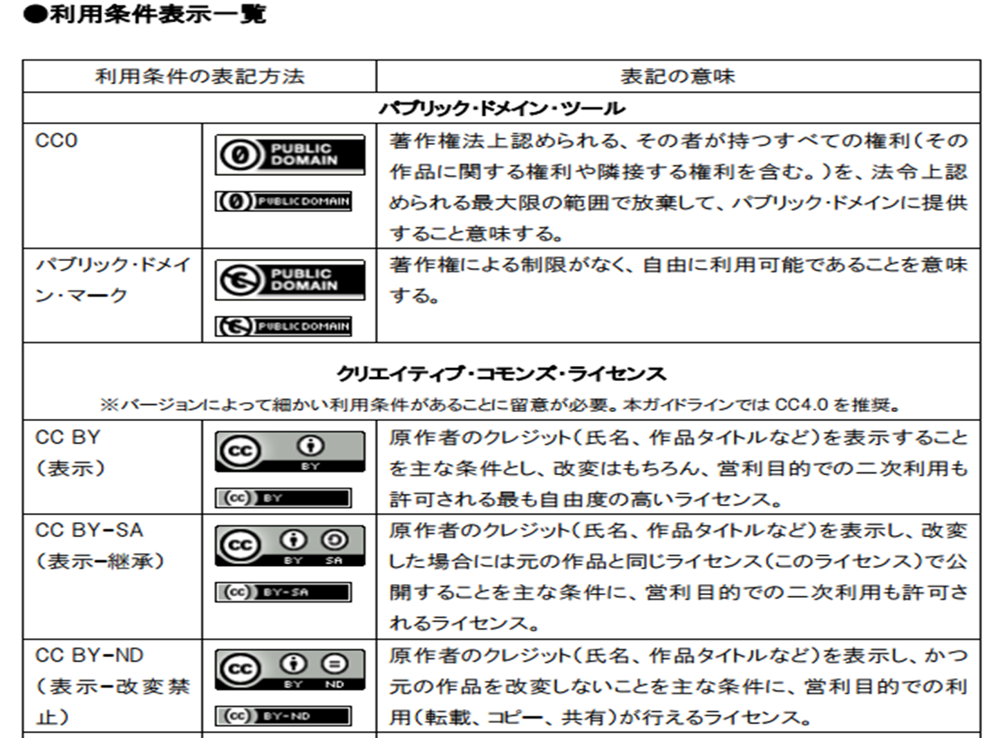 ●利用条件表示一覧
利用条件の表記方法
表記の意味
パブリック・ドメイン・ツール
CC0
PUBLIC
DOMAIN
PUBLIC DOMAIN
著作権法上認められる、その者が持つすべての権利(その
作品に関する権利や隣接する権利を含む。)を、法令上認
められる最大限の範囲で放棄して、パブリック・ドメインに提供
すること意味する。
パブリック・ドメイ
ン・マーク
PUBLIC
DOMAIN
PUBLIC DOMAIN
著作権による制限がなく、自由に利用可能であることを意味
する。
クリエイティブ・コモンズ・ライセンス
※バージョンによって細かい利用条件があることに留意が必要。本ガイドラインでは CC4.0 を推奨。
CC BY
(表示)
cc
BY
cc BY
原作者のクレジット(氏名、作品タイトルなど)を表示すること
を主な条件とし、改変はもちろん、営利目的での二次利用も
許可される最も自由度の高いライセンス。
CC BY-SA
(表示-継承)
cc
BY SA
cc BY-SA
原作者のクレジット(氏名、作品タイトルなど)を表示し、改変
した場合には元の作品と同じライセンス(このライセンス)で公
開することを主な条件に、営利目的での二次利用も許可さ
れるライセンス。
CC BY-ND
(表示-改変禁
止)
cc
BY ND
cc BY-ND
原作者のクレジット(氏名、作品タイトルなど)を表示し、かつ
元の作品を改変しないことを主な条件に、営利目的での利
用(転載、コピー、共有)が行えるライセンス。